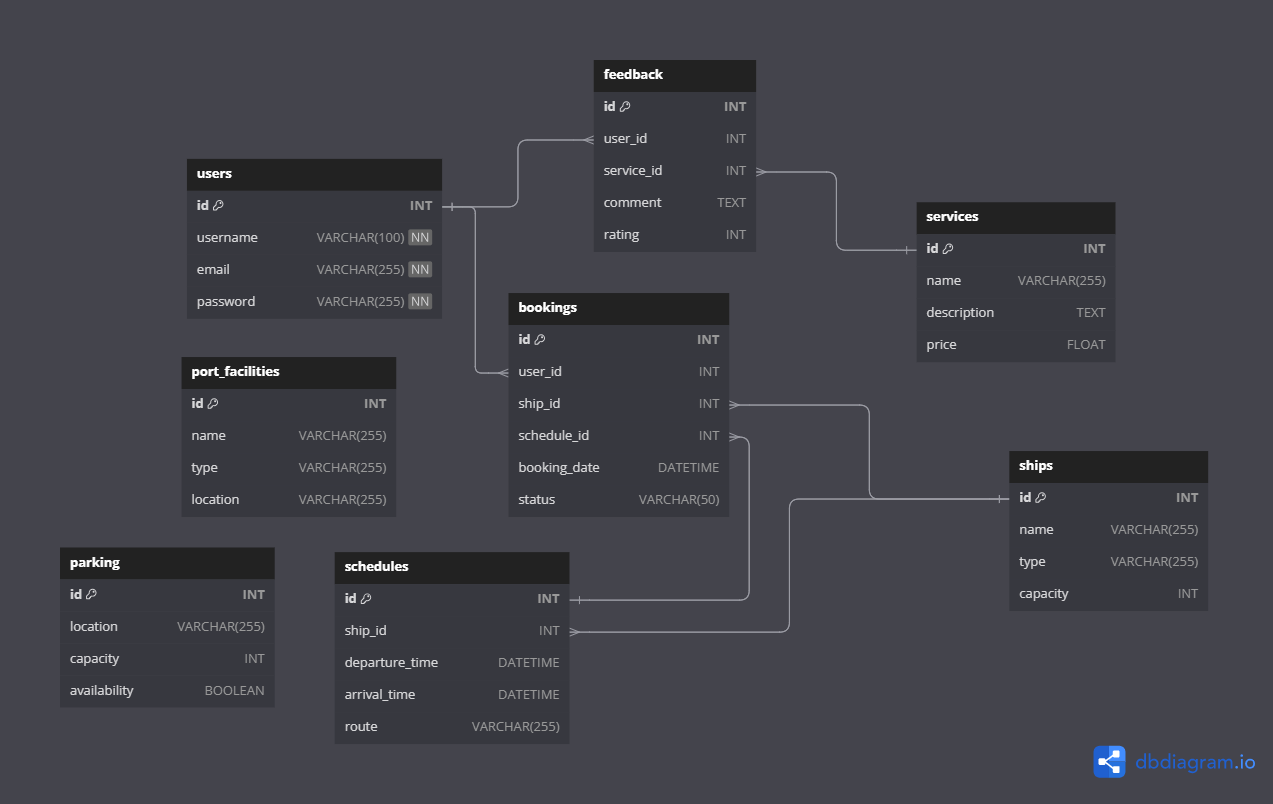 feedback
id INT
user_id INT
service_id INT
comment TEXT
rating INT
users
id INT
username VARCHAR(100) NN
email VARCHAR(255) NN
password VARCHAR(255) NN
services
id INT
name VARCHAR(255)
description TEXT
price FLOAT
bookings
id INT
user_id INT
ship_id INT
schedule_id INT
booking_date DATETIME
status VARCHAR(50)
port_facilities
id INT
name VARCHAR(255)
type VARCHAR(255)
location VARCHAR(255)
ships
id INT
name VARCHAR(255)
type VARCHAR(255)
capacity INT
parking
id INT
location VARCHAR(255)
capacity INT
availability BOOLEAN
schedules
id INT
ship_id INT
departure_time DATETIME
arrival_time DATETIME
route VARCHAR(255)
dbdiagram.io